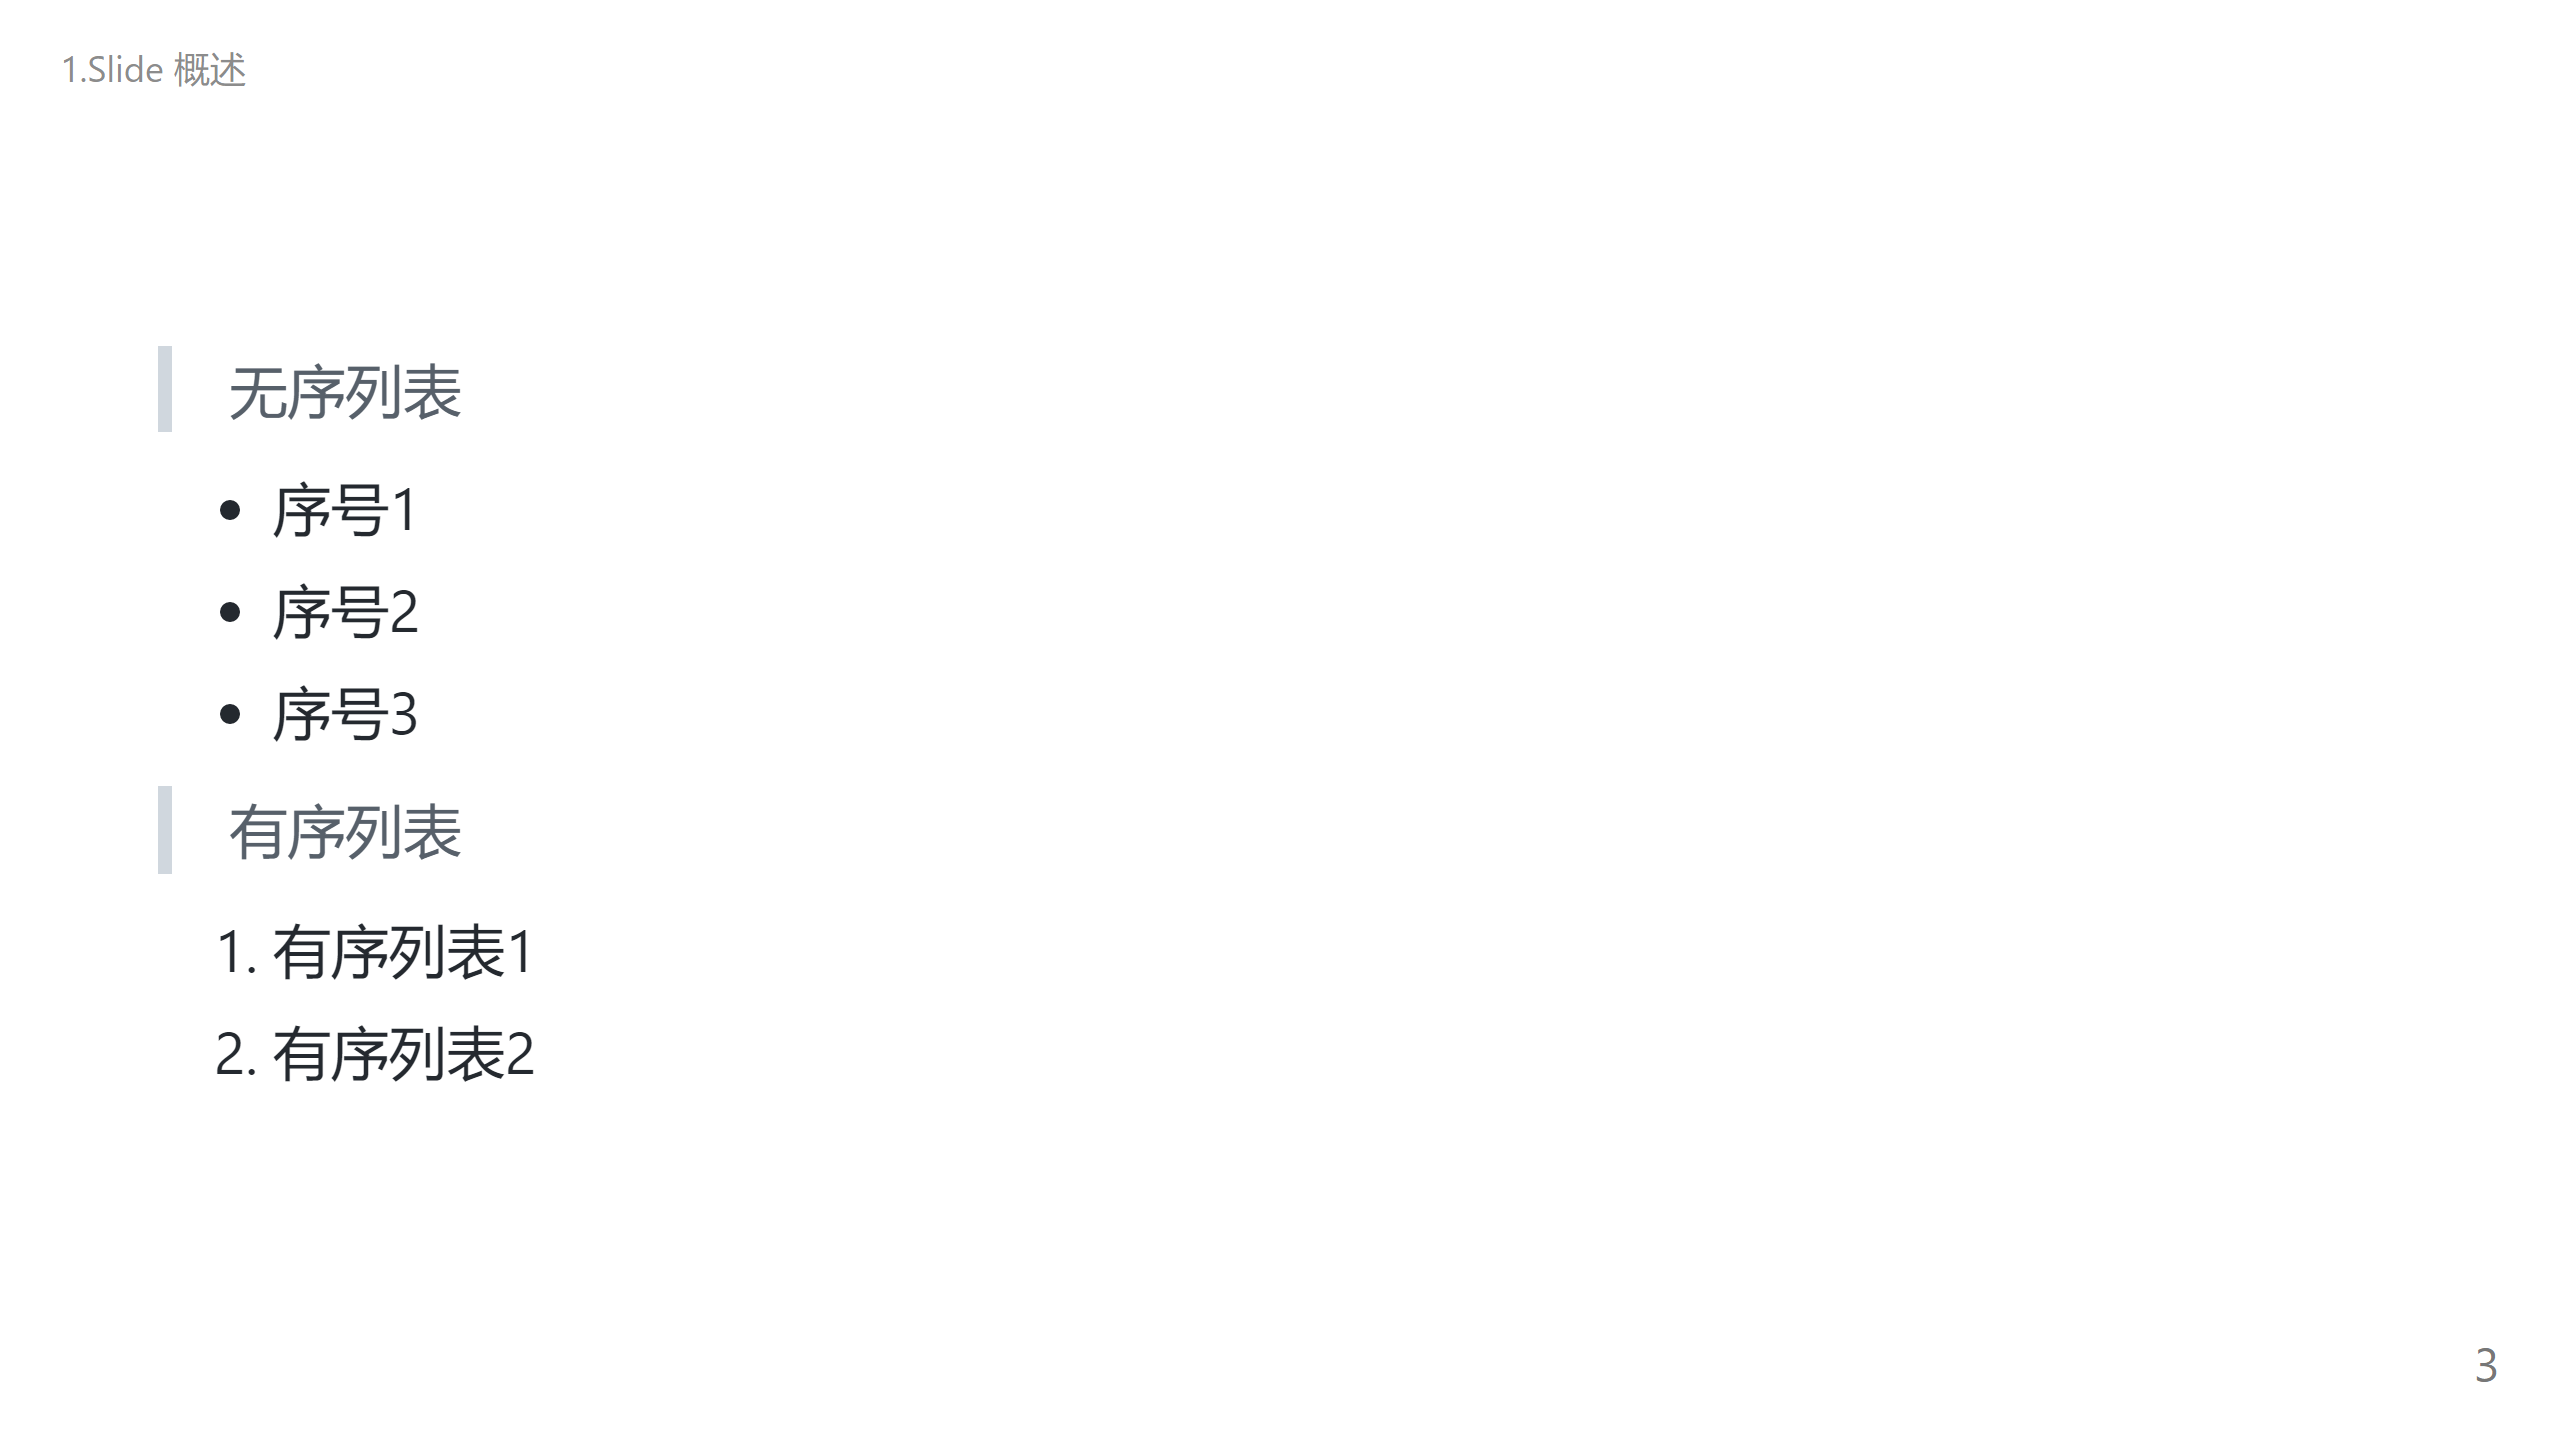 1.Slide 概述
无序列表
• 序号1
• 序号2
• 序号3
有序列表
1. 有序列表1
2. 有序列表2
3